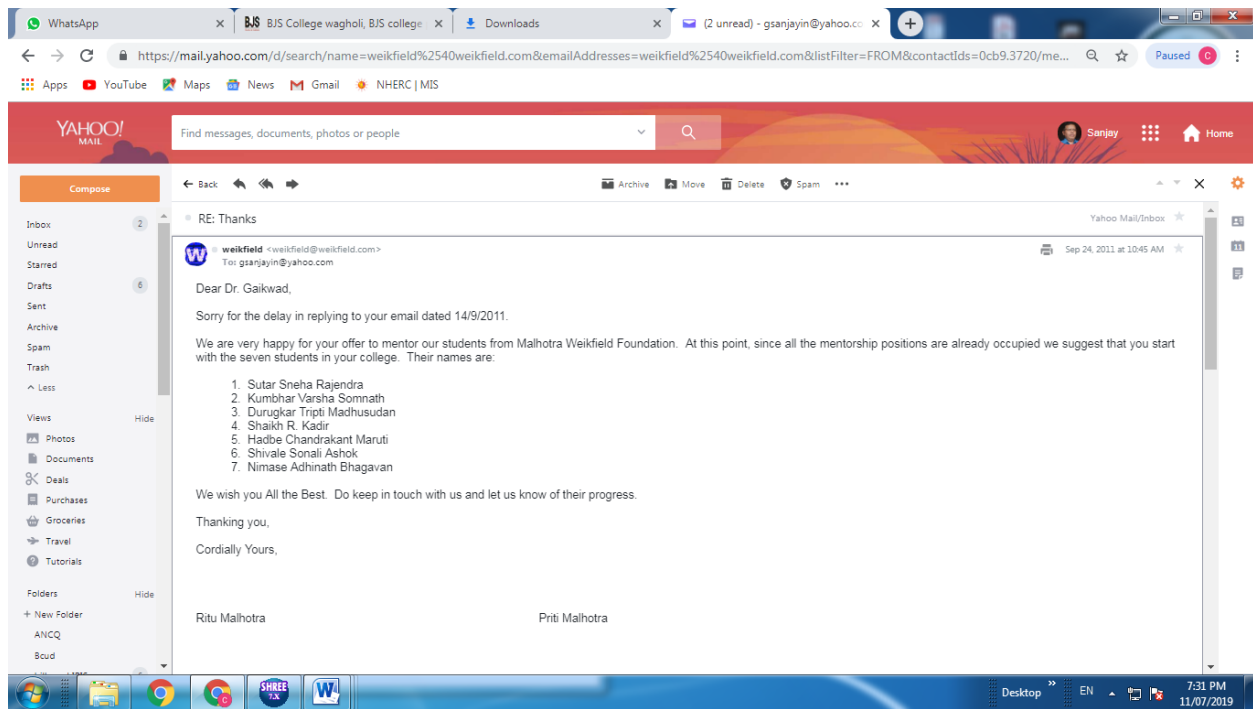 WhatsApp
BJS BJS College wagholi, BJS college
Downloads
(2 unread) - gsanjayin@yahoo.co
https://mail.yahoo.com/d/search/name=weikfield%2540weikfield.com&emailAddresses=weikfield%2540weikfield.com&listFilter=FROM&contactIds=0cb9.3720/me...
Paused C
Apps YouTube Maps News Gmail NHERC | MIS
YAHOO!
MAIL
Find messages, documents, photos or people
Sanjay
Home
Compose
Back
Archive Move Delete Spam
Inbox 2
Unread
Starred
Drafts 6
Sent
Archive
Spam
Trash
Less
Views Hide
Photos
Documents
Deals
Purchases
Groceries
Travel
Tutorials
Folders Hide
+ New Folder
ANCQ
Bcud
RE: Thanks
Yahoo Mail/Inbox
weikfield <weikfield@weikfield.com>
Sep 24, 2011 at 10:45 AM
To: gsanjayin@yahoo.com
Dear Dr. Gaikwad,
Sorry for the delay in replying to your email dated 14/9/2011.
We are very happy for your offer to mentor our students from Malhotra Weikfield Foundation. At this point, since all the mentorship positions are already occupied we suggest that you start
with the seven students in your college. Their names are:
1. Sutar Sneha Rajendra
2. Kumbhar Varsha Somnath
3. Durugkar Tripti Madhusudan
4. Shaikh R. Kadir
5. Hadbe Chandrakant Maruti
6. Shivale Sonali Ashok
7. Nimase Adhinath Bhagavan
We wish you All the Best. Do keep in touch with us and let us know of their progress.
Thanking you,
Cordially Yours,
Ritu Malhotra Priti Malhotra
11
SHREE
7.X
W
Desktop
EN
7:31 PM
11/07/2019